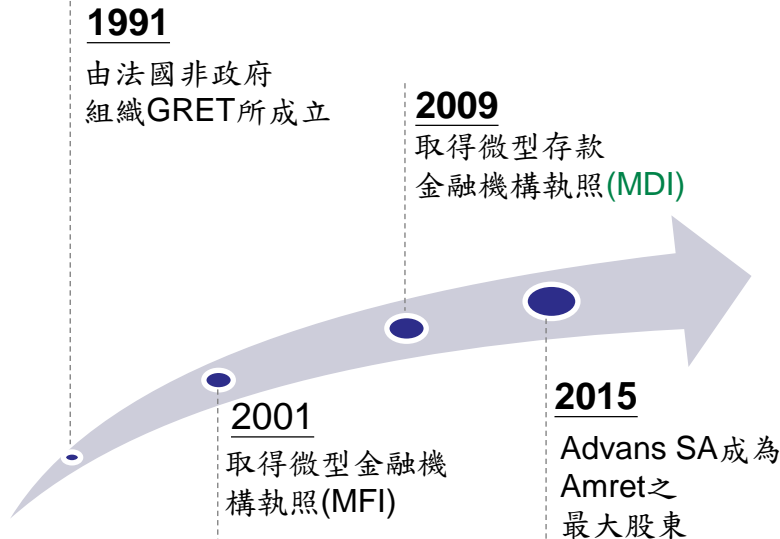 1991
由法國非政府
組織GRET所成立
2001
取得微型金融機
構執照(MFI)
2009
取得微型存款
金融機構執照(MDI)
2015
Advans SA成為
Amret之
最大股東